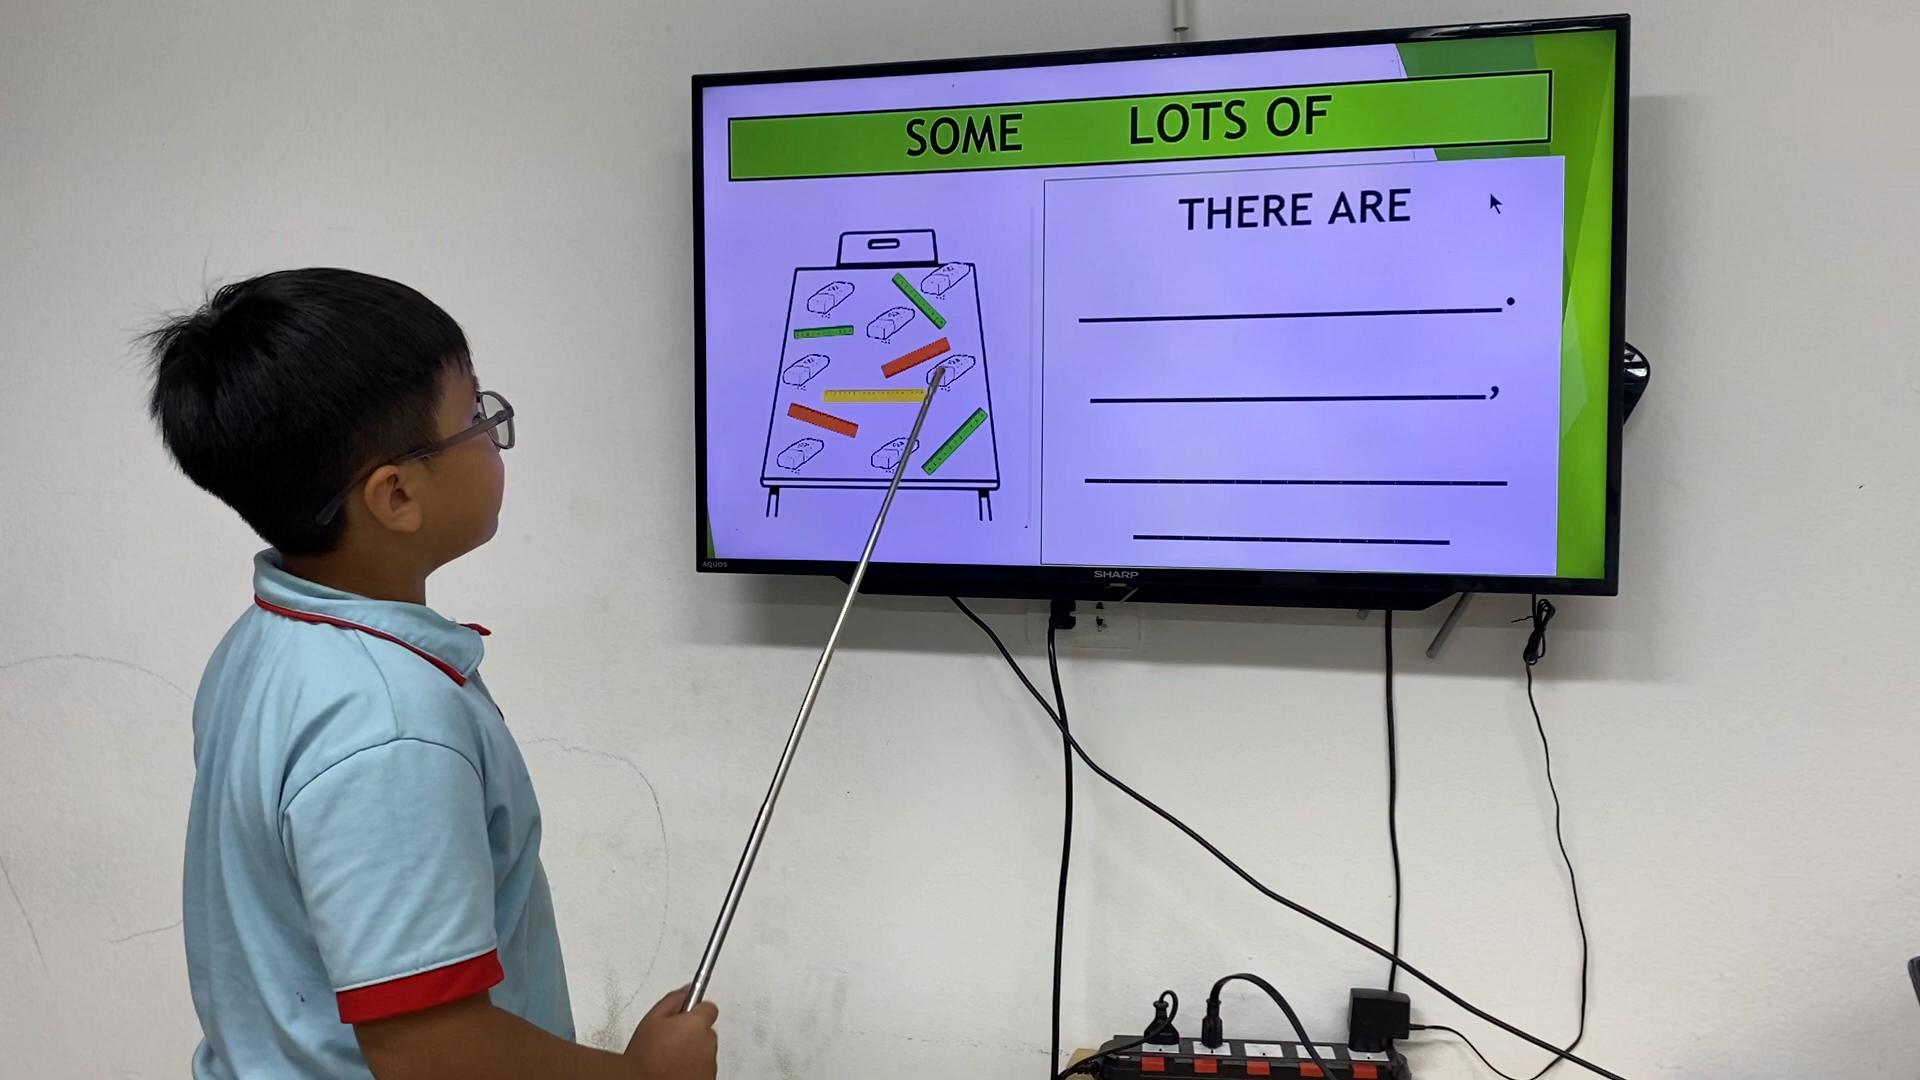 SOME LOTS OF
THERE ARE
.
,
AQUOS
SHARP